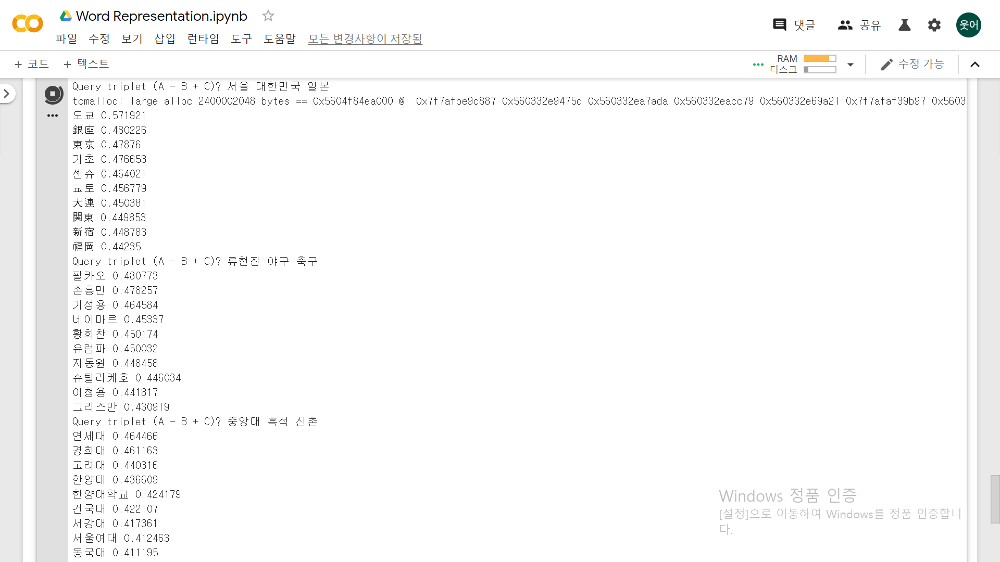 Word Representation.ipynb
댓글 공유 웃어
파일 수정 보기 삽입 런타임 도구 도움말 모든 변경사항이 저장됨
+ 코드 + 텍스트
RAM
디스크
수정 가능
Query triplet (A - B + C)? 서울 대한민국 일본
tcmalloc: large alloc 2400002048 bytes == 0x5604f84ea000 @ 0x7f7afbe9c887 0x560332e9475d 0x560332ea7ada 0x560332eacc79 0x560332e69a21 0x7f7afaf39b97 0x5603
도쿄 0.571921
銀座 0.480226
東京 0.47876
가초 0.476653
센슈 0.464021
교토 0.456779
大連 0.450381
関東 0.449853
新宿 0.448783
福岡 0.44235
Query triplet (A - B + C)? 류현진 야구 축구
팔카오 0.480773
손흥민 0.478257
기성용 0.464584
네이마르 0.45337
황희찬 0.450174
유럽파 0.450032
지동원 0.448458
슈틸리케호 0.446034
이청용 0.441817
그리즈만 0.430919
Query triplet (A - B + C)? 중앙대 흑석 신촌
연세대 0.464466
경희대 0.461163
고려대 0.440316
한양대 0.436609
한양대학교 0.424179
건국대 0.422107
서강대 0.417361
서울여대 0.412463
동국대 0.411195
Windows 정품 인증
[설정]으로 이동하여 Windows를 정품 인증합니
다.